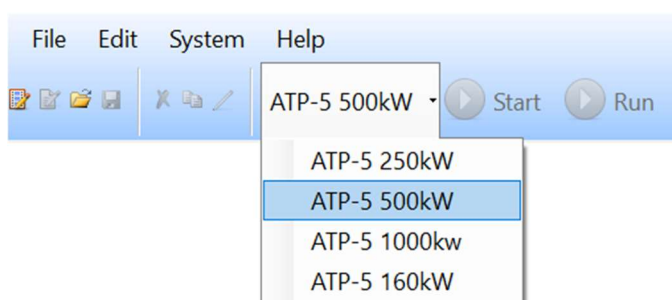 File Edit System Help
ATP-5 500kW Start Run
ATP-5 250kW
ATP-5 500kW
ATP-5 1000kw
ATP-5 160kW